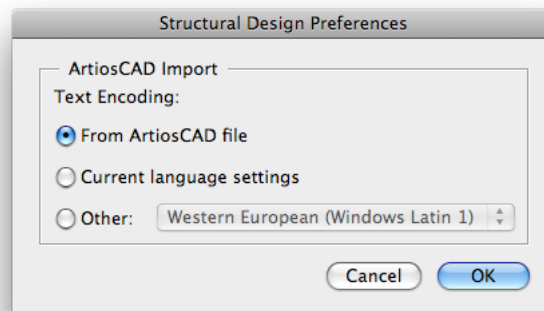 Structural Design Preferences
ArtiosCAD Import
Text Encoding:
From ArtiosCAD file
Current language settings
Other: Western European (Windows Latin 1)
Cancel OK